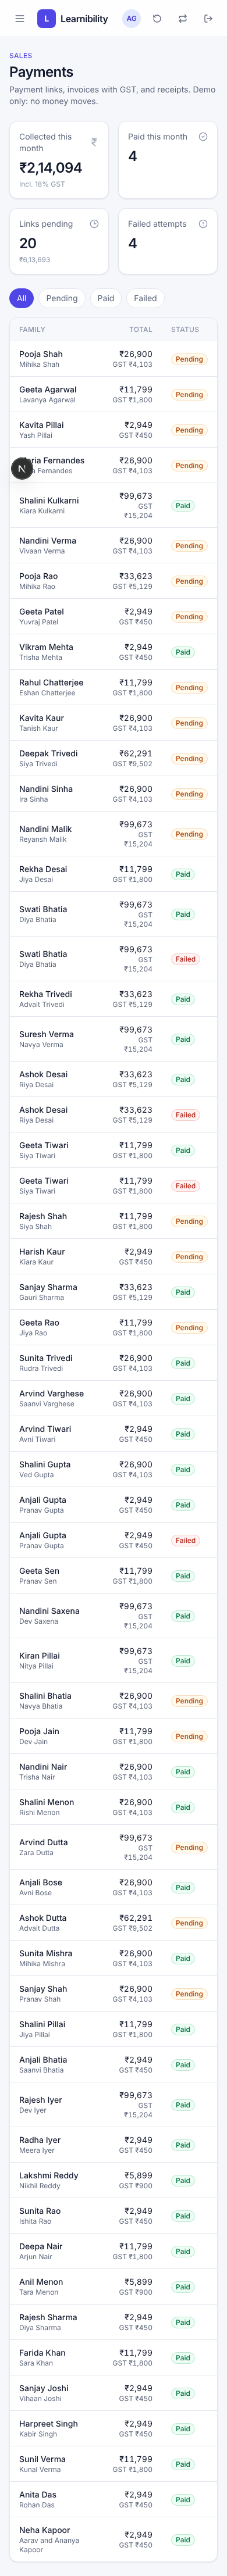 L Learnibility AG
SALES
Payments
Payment links, invoices with GST, and receipts. Demo
only: no money moves.
Collected this
month
₹
₹2,14,094
Incl. 18% GST
Paid this month
4
Links pending
20
₹6,13,693
Failed attempts
4
All Pending Paid Failed
FAMILY TOTAL STATUS
Pooja Shah ₹26,900 Pending
Mihika Shah GST ₹4,103
Geeta Agarwal ₹11,799 Pending
Lavanya Agarwal GST ₹1,800
Kavita Pillai ₹2,949 Pending
Yash Pillai GST ₹450
Fernandes ₹26,900 Pending
N Fernandes GST ₹4,103
Shalini Kulkarni ₹99,673 Paid
Kiara Kulkarni GST
₹15,204
Nandini Verma ₹26,900 Pending
Vivaan Verma GST ₹4,103
Pooja Rao ₹33,623 Pending
Mihika Rao GST ₹5,129
Geeta Patel ₹2,949 Pending
Yuvraj Patel GST ₹450
Vikram Mehta ₹2,949 Paid
Trisha Mehta GST ₹450
Rahul Chatterjee ₹11,799 Pending
Eshan Chatterjee GST ₹1,800
Kavita Kaur ₹26,900 Pending
Tanish Kaur GST ₹4,103
Deepak Trivedi ₹62,291 Pending
Siya Trivedi GST ₹9,502
Nandini Sinha ₹26,900 Pending
Ira Sinha GST ₹4,103
Nandini Malik ₹99,673 Pending
Reyansh Malik GST
₹15,204
Rekha Desai ₹11,799 Paid
Jiya Desai GST ₹1,800
Swati Bhatia ₹99,673 Paid
Diya Bhatia GST
₹15,204
Swati Bhatia ₹99,673 Failed
Diya Bhatia GST
₹15,204
Rekha Trivedi ₹33,623 Paid
Advait Trivedi GST ₹5,129
Suresh Verma ₹99,673 Paid
Navya Verma GST
₹15,204
Ashok Desai ₹33,623 Paid
Riya Desai GST ₹5,129
Ashok Desai ₹33,623 Failed
Riya Desai GST ₹5,129
Geeta Tiwari ₹11,799 Paid
Siya Tiwari GST ₹1,800
Geeta Tiwari ₹11,799 Failed
Siya Tiwari GST ₹1,800
Rajesh Shah ₹11,799 Pending
Siya Shah GST ₹1,800
Harish Kaur ₹2,949 Pending
Kiara Kaur GST ₹450
Sanjay Sharma ₹33,623 Paid
Gauri Sharma GST ₹5,129
Geeta Rao ₹11,799 Pending
Jiya Rao GST ₹1,800
Sunita Trivedi ₹26,900 Paid
Rudra Trivedi GST ₹4,103
Arvind Varghese ₹26,900 Paid
Saanvi Varghese GST ₹4,103
Arvind Tiwari ₹2,949 Paid
Avni Tiwari GST ₹450
Shalini Gupta ₹26,900 Paid
Ved Gupta GST ₹4,103
Anjali Gupta ₹2,949 Paid
Pranav Gupta GST ₹450
Anjali Gupta ₹2,949 Failed
Pranav Gupta GST ₹450
Geeta Sen ₹11,799 Paid
Pranav Sen GST ₹1,800
Nandini Saxena ₹99,673 Paid
Dev Saxena GST
₹15,204
Kiran Pillai ₹99,673 Paid
Nitya Pillai GST
₹15,204
Shalini Bhatia ₹26,900 Pending
Navya Bhatia GST ₹4,103
Pooja Jain ₹11,799 Pending
Dev Jain GST ₹1,800
Nandini Nair ₹26,900 Paid
Trisha Nair GST ₹4,103
Shalini Menon ₹26,900 Paid
Rishi Menon GST ₹4,103
Arvind Dutta ₹99,673 Pending
Zara Dutta GST
₹15,204
Anjali Bose ₹26,900 Paid
Avni Bose GST ₹4,103
Ashok Dutta ₹62,291 Pending
Advait Dutta GST ₹9,502
Sunita Mishra ₹26,900 Paid
Mihika Mishra GST ₹4,103
Sanjay Shah ₹26,900 Pending
Pranav Shah GST ₹4,103
Shalini Pillai ₹11,799 Paid
Jiya Pillai GST ₹1,800
Anjali Bhatia ₹2,949 Paid
Saanvi Bhatia GST ₹450
Rajesh Iyer ₹99,673 Paid
Dev Iyer GST
₹15,204
Radha Iyer ₹2,949 Paid
Meera Iyer GST ₹450
Lakshmi Reddy ₹5,899 Paid
Nikhil Reddy GST ₹900
Sunita Rao ₹2,949 Paid
Ishita Rao GST ₹450
Deepa Nair ₹11,799 Paid
Arjun Nair GST ₹1,800
Anil Menon ₹5,899 Paid
Tara Menon GST ₹900
Rajesh Sharma ₹2,949 Paid
Diya Sharma GST ₹450
Farida Khan ₹11,799 Paid
Sara Khan GST ₹1,800
Sanjay Joshi ₹2,949 Paid
Vihaan Joshi GST ₹450
Harpreet Singh ₹2,949 Paid
Kabir Singh GST ₹450
Sunil Verma ₹11,799 Paid
Kunal Verma GST ₹1,800
Anita Das ₹2,949 Paid
Rohan Das GST ₹450
Neha Kapoor ₹2,949 Paid
Aarav and Ananya GST ₹450
Kapoor